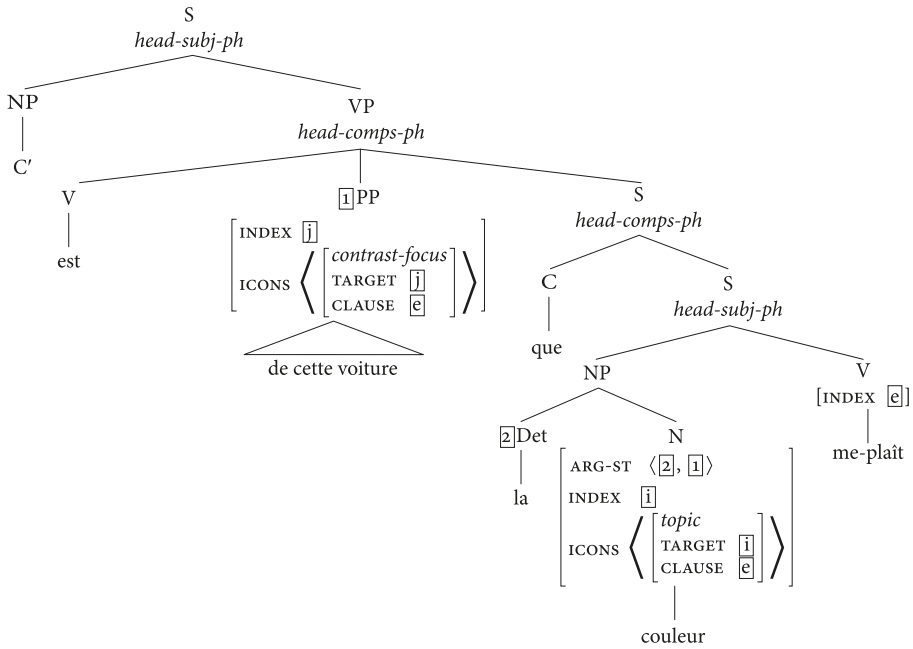 S
head-subj-ph
NP
VP
head-comps-ph
C′
V
1 PP
S
head-comps-ph
est
INDEX j
ICONS ⟨ [ contrast-focus
TARGET j
CLAUSE e ] ⟩
de cette voiture
C
S
head-subj-ph
que
NP
V
[INDEX e]
me-plaît
2 Det
N
la
ARG-ST ⟨ 2, 1 ⟩
INDEX i
ICONS ⟨ [ topic
TARGET i
CLAUSE e ] ⟩
couleur